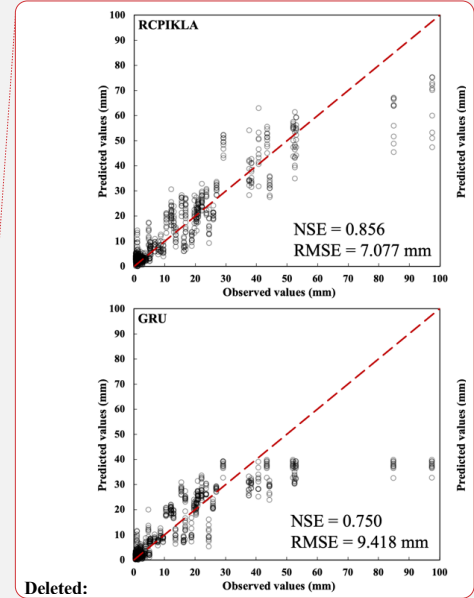 RCPIKLA
Predicted values (mm)
100
90
80
70
60
50
40
30
20
10
0
NSE = 0.856
RMSE = 7.077 mm
0 10 20 30 40 50 60 70 80 90 100
Observed values (mm)
Predicted values (mm)
GRU
Predicted values (mm)
100
90
80
70
60
50
40
30
20
10
0
NSE = 0.750
RMSE = 9.418 mm
0 10 20 30 40 50 60 70 80 90 100
Observed values (mm)
Predicted values (mm)
Deleted: